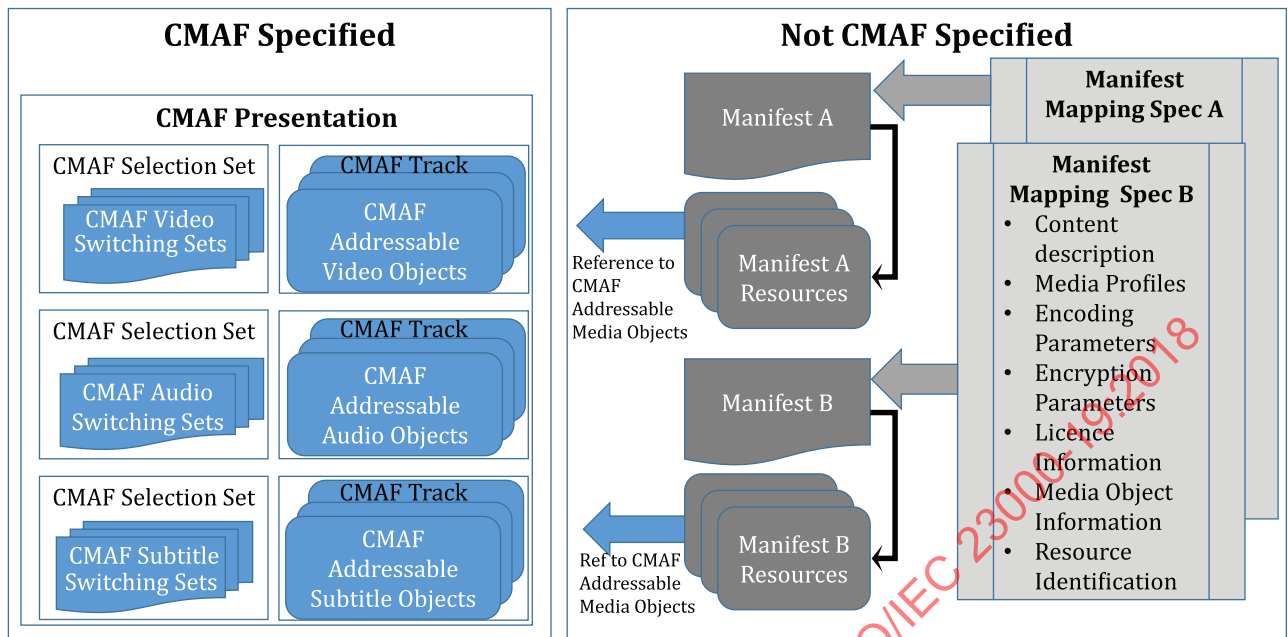 CMAF Specified
CMAF Presentation
CMAF Selection Set
CMAF Video
Switching Sets
CMAF Track
CMAF
Addressable
Video Objects
CMAF Selection Set
CMAF Audio
Switching Sets
CMAF Track
CMAF
Addressable
Audio Objects
CMAF Selection Set
CMAF Subtitle
Switching Sets
CMAF Track
CMAF
Addressable
Subtitle Objects
Not CMAF Specified
Manifest A
Manifest A
Resources
Reference to
CMAF
Addressable
Media Objects
Manifest B
Manifest B
Resources
Ref to CMAF
Addressable
Media Objects
Manifest
Mapping Spec A
Manifest
Mapping Spec B
• Content
description
• Media Profiles
• Encoding
Parameters
• Encryption
Parameters
• Licence
Information
• Media Object
Information
• Resource
Identification
O/IEC 23000-19:2018